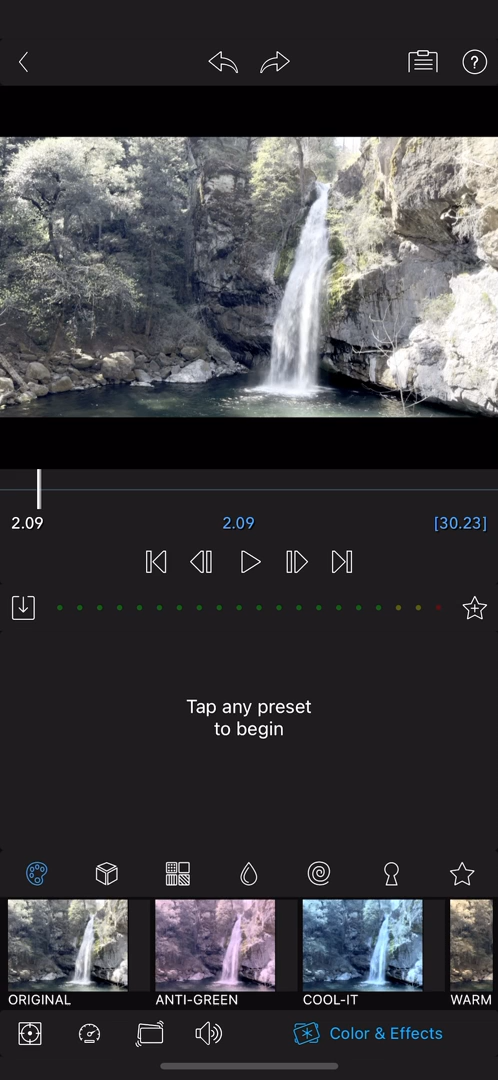 ?
2.09 2.09 [30.23]
Tap any preset
to begin
ORIGINAL ANTI-GREEN COOL-IT WARM
Color & Effects